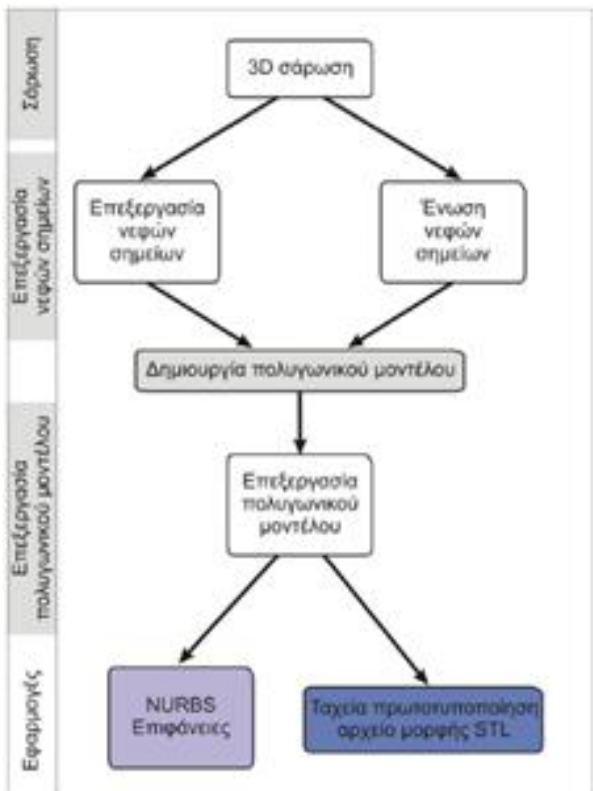 Σάρωση
3D σάρωση
Επεξεργασία
νεφών σημείων
Επεξεργασία
νεφών
σημείων
Ένωση
νεφών
σημείων
Δημιουργία πολυγωνικού μοντέλου
Επεξεργασία
πολυγωνικού μοντέλου
Επεξεργασία
πολυγωνικού
μοντέλου
Εφαρμογές
NURBS
Επιφάνειες
Ταχεία πρωτοτυποποίηση
αρχείο μορφής STL